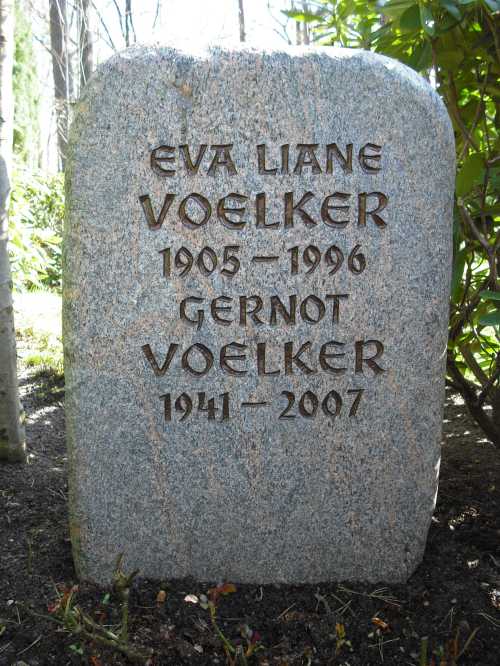 EVA LIANE
VOELKER
1905 – 1996
GERNOT
VOELKER
1941 – 2007